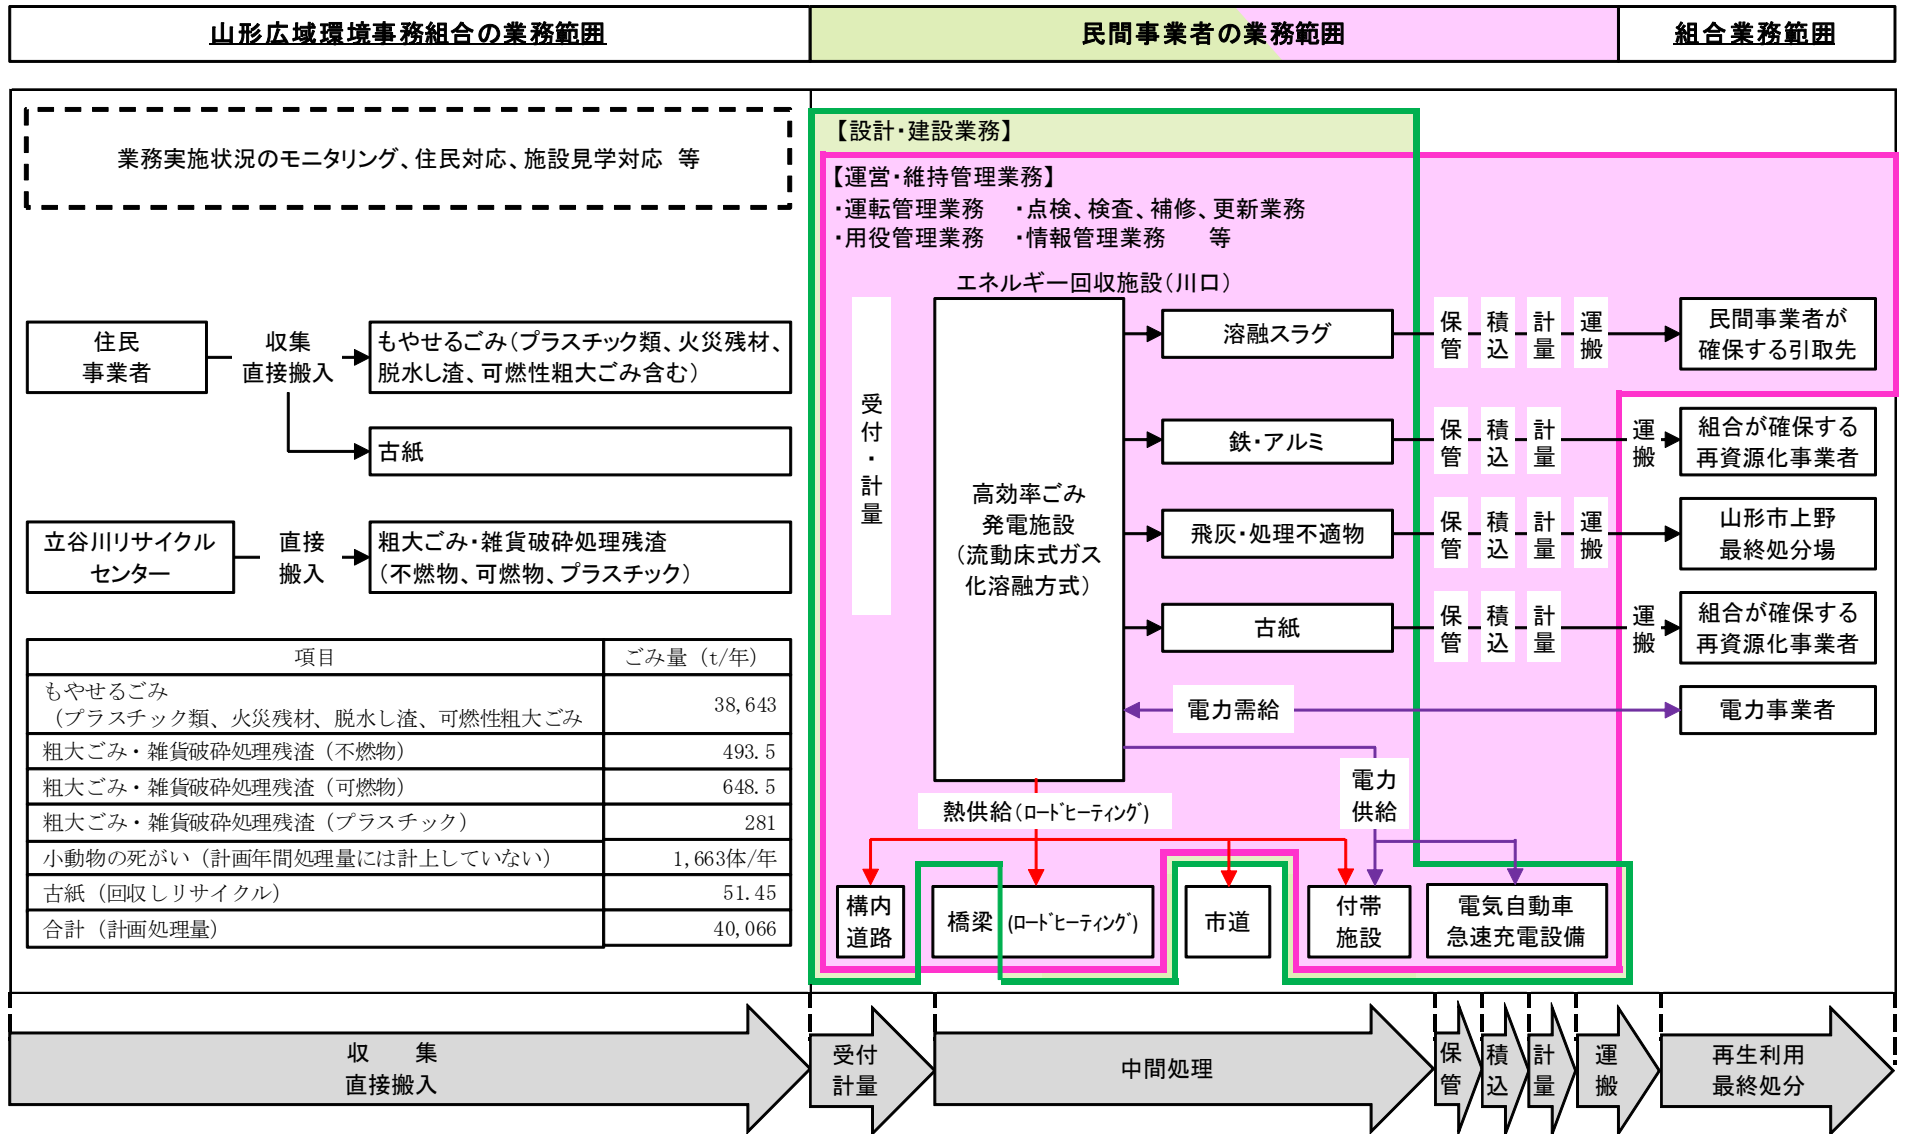 山形広域環境事務組合の業務範囲
民間事業者の業務範囲
組合業務範囲
業務実施状況のモニタリング、住民対応、施設見学対応 等
【設計・建設業務】
【運営・維持管理業務】
・運転管理業務 ・点検、検査、補修、更新業務
・用役管理業務 ・情報管理業務 等
エネルギー回収施設(川口)
住民
事業者
収集
直接搬入
もやせるごみ(プラスチック類、火災残材、
脱水し渣、可燃性粗大ごみ含む)
古紙
立谷川リサイクル
センター
直接
搬入
粗大ごみ・雑貨破砕処理残渣
(不燃物、可燃物、プラスチック)
受付・計量
高効率ごみ
発電施設
(流動床式ガス
化溶融方式)
溶融スラグ
保管
積込
計量
運搬
民間事業者が
確保する引取先
鉄・アルミ
保管
積込
計量
運搬
組合が確保する
再資源化事業者
飛灰・処理不適物
保管
積込
計量
運搬
山形市上野
最終処分場
古紙
保管
積込
計量
運搬
組合が確保する
再資源化事業者
電力需給
電力事業者
電力
供給
熱供給(ロードヒーティング)
構内
道路
橋梁 (ロードヒーティング)
市道
付帯
施設
電気自動車
急速充電設備
項目 ごみ量 (t/年)
もやせるごみ
(プラスチック類、火災残材、脱水し渣、可燃性粗大ごみ 38,643
粗大ごみ・雑貨破砕処理残渣(不燃物) 493.5
粗大ごみ・雑貨破砕処理残渣(可燃物) 648.5
粗大ごみ・雑貨破砕処理残渣(プラスチック) 281
小動物の死がい(計画年間処理量には計上していない) 1,663体/年
古紙(回収しリサイクル) 51.45
合計(計画処理量) 40,066
収 集
直接搬入
受付
計量
中間処理
保管
積込
計量
運搬
再生利用
最終処分